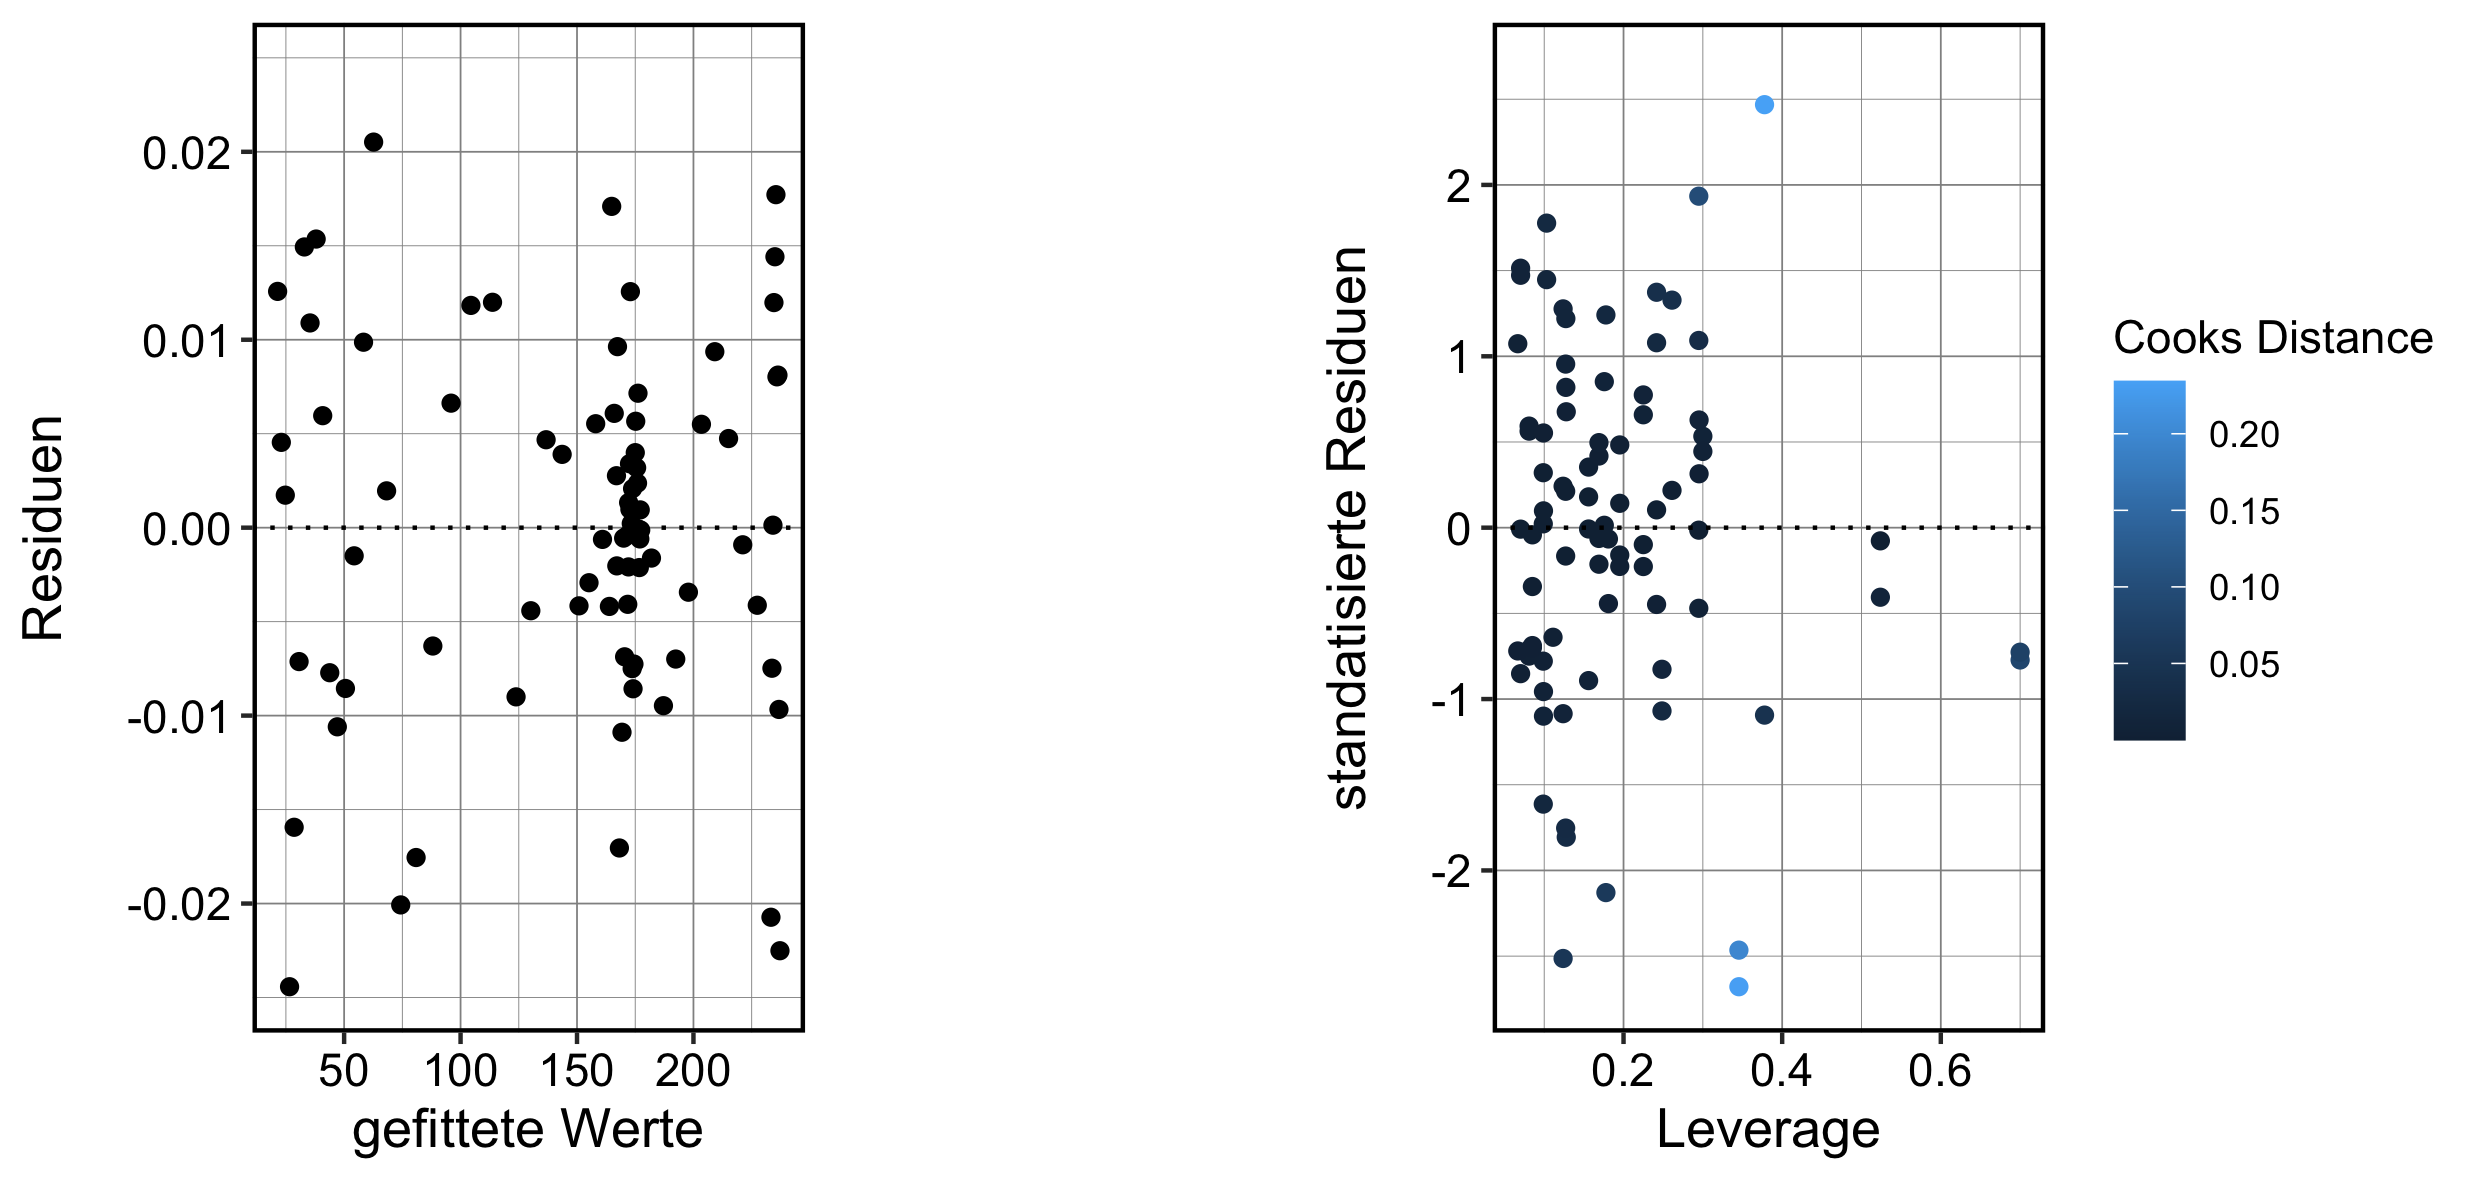 Residuen
0.02
0.01
0.00
-0.01
-0.02
50 100 150 200
gefittete Werte
standatisierte Residuen
2
1
0
-1
-2
0.2 0.4 0.6
Leverage
Cooks Distance
0.20
0.15
0.10
0.05